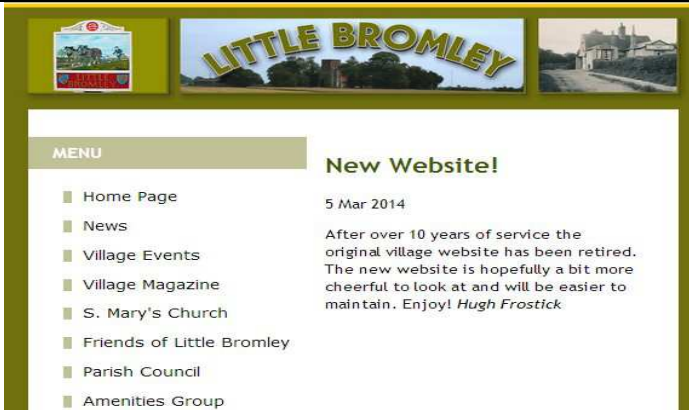 LITTLE BROMLEY
LITTLE
BROMLEY
MENU
Home Page
News
Village Events
Village Magazine
S. Mary's Church
Friends of Little Bromley
Parish Council
Amenities Group
New Website!
5 Mar 2014
After over 10 years of service the
original village website has been retired.
The new website is hopefully a bit more
cheerful to look at and will be easier to
maintain. Enjoy! Hugh Frostick